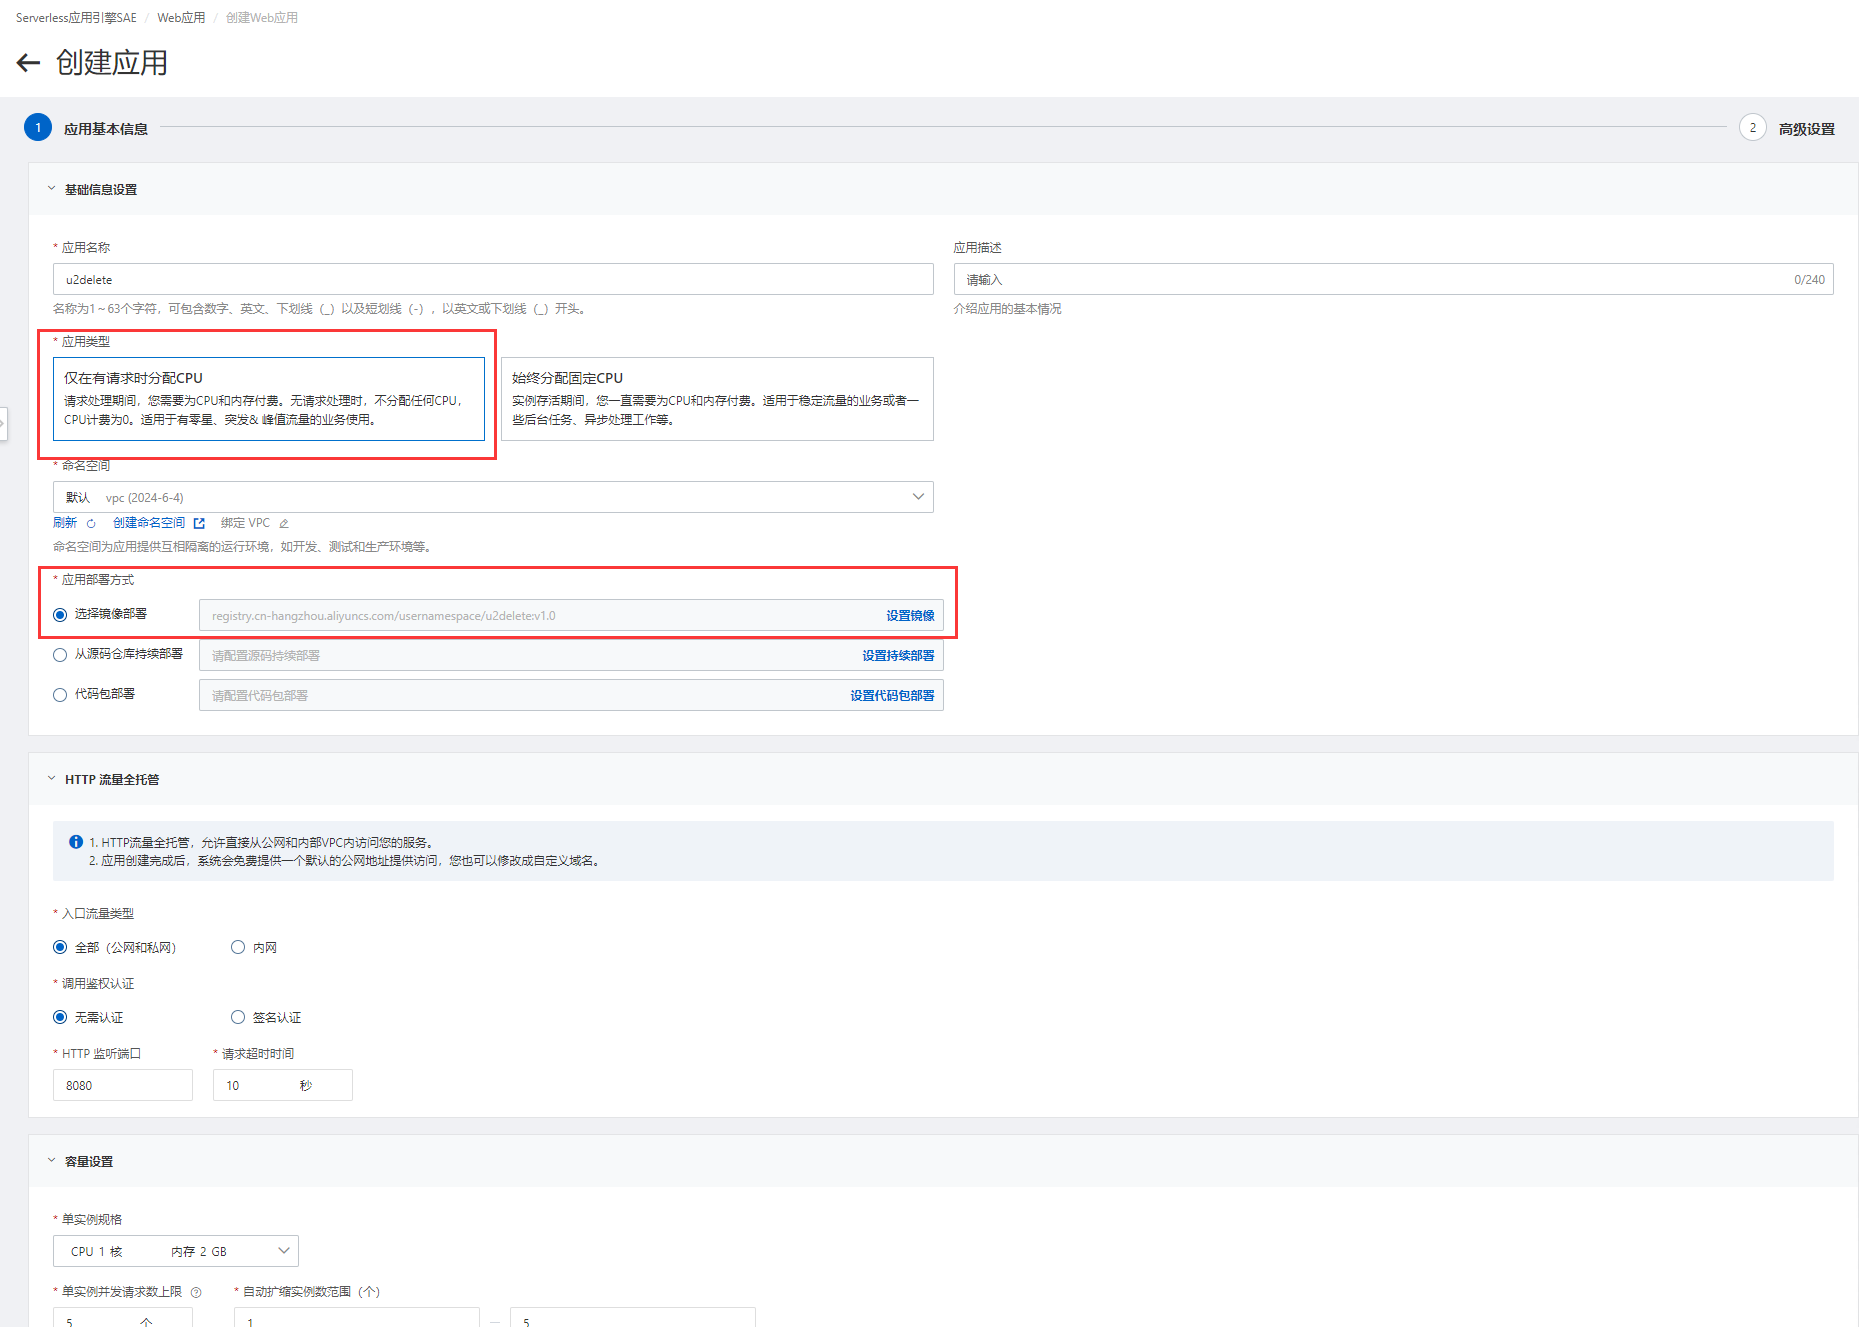 Serverless应用引擎SAE / Web应用 / 创建Web应用
创建应用
1 应用基本信息
2 高级设置
基础信息设置
* 应用名称
u2delete
名称为1～63个字符，可包含数字、英文、下划线（_）以及短划线（-），以英文或下划线（_）开头。
应用描述
请输入 0/240
介绍应用的基本情况
* 应用类型
仅在有请求时分配CPU
请求处理期间，您需要为CPU和内存付费。无请求处理时，不分配任何CPU，
CPU计费为0。适用于有零星、突发& 峰值流量的业务使用。
始终分配固定CPU
实例存活期间，您一直需要为CPU和内存付费。适用于稳定流量的业务或者一
些后台任务、异步处理工作等。
* 命名空间
默认 vpc (2024-6-4)
刷新 创建命名空间 绑定 VPC
命名空间为应用提供互相隔离的运行环境，如开发、测试和生产环境等。
* 应用部署方式
选择镜像部署 registry.cn-hangzhou.aliyuncs.com/usernamespace/u2delete:v1.0 设置镜像
从源码仓库持续部署 请配置源码持续部署 设置持续部署
代码包部署 请配置代码包部署 设置代码包部署
HTTP 流量全托管
1. HTTP流量全托管，允许直接从公网和内部VPC内访问您的服务。
2. 应用创建完成后，系统会免费提供一个默认的公网地址提供访问，您也可以修改成自定义域名。
* 入口流量类型
全部（公网和私网） 内网
* 调用鉴权认证
无需认证 签名认证
* HTTP 监听端口 * 请求超时时间
8080 10 秒
容量设置
* 单实例规格
CPU 1 核 内存 2 GB
* 单实例并发请求数上限 * 自动扩缩实例数范围（个）
5 个 1 — 5